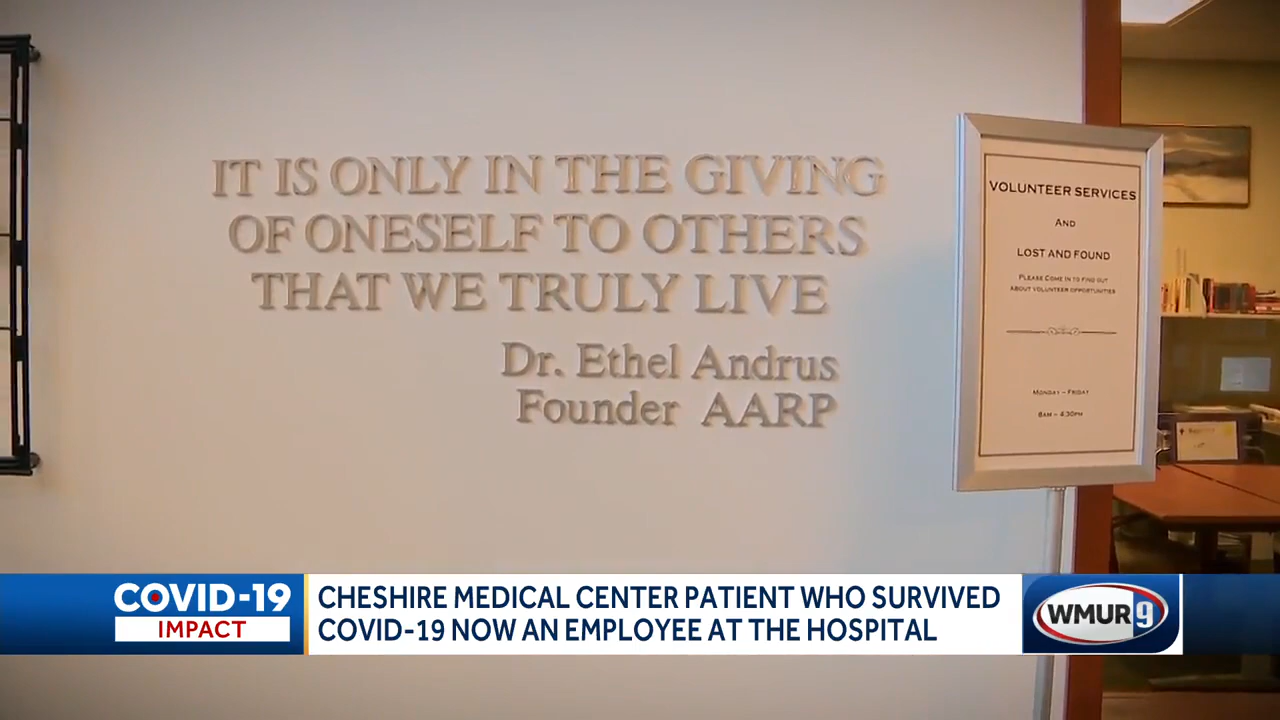 IT IS ONLY IN THE GIVING
OF ONESELF TO OTHERS
THAT WE TRULY LIVE
Dr. Ethel Andrus
Founder AARP
VOLUNTEER SERVICES
AND
LOST AND FOUND
PLEASE COME IN TO FIND OUT
ABOUT VOLUNTEER OPPORTUNITIES
MONDAY – FRIDAY
8AM – 4:30PM
COVID-19
IMPACT
CHESHIRE MEDICAL CENTER PATIENT WHO SURVIVED
COVID-19 NOW AN EMPLOYEE AT THE HOSPITAL
WMUR 9